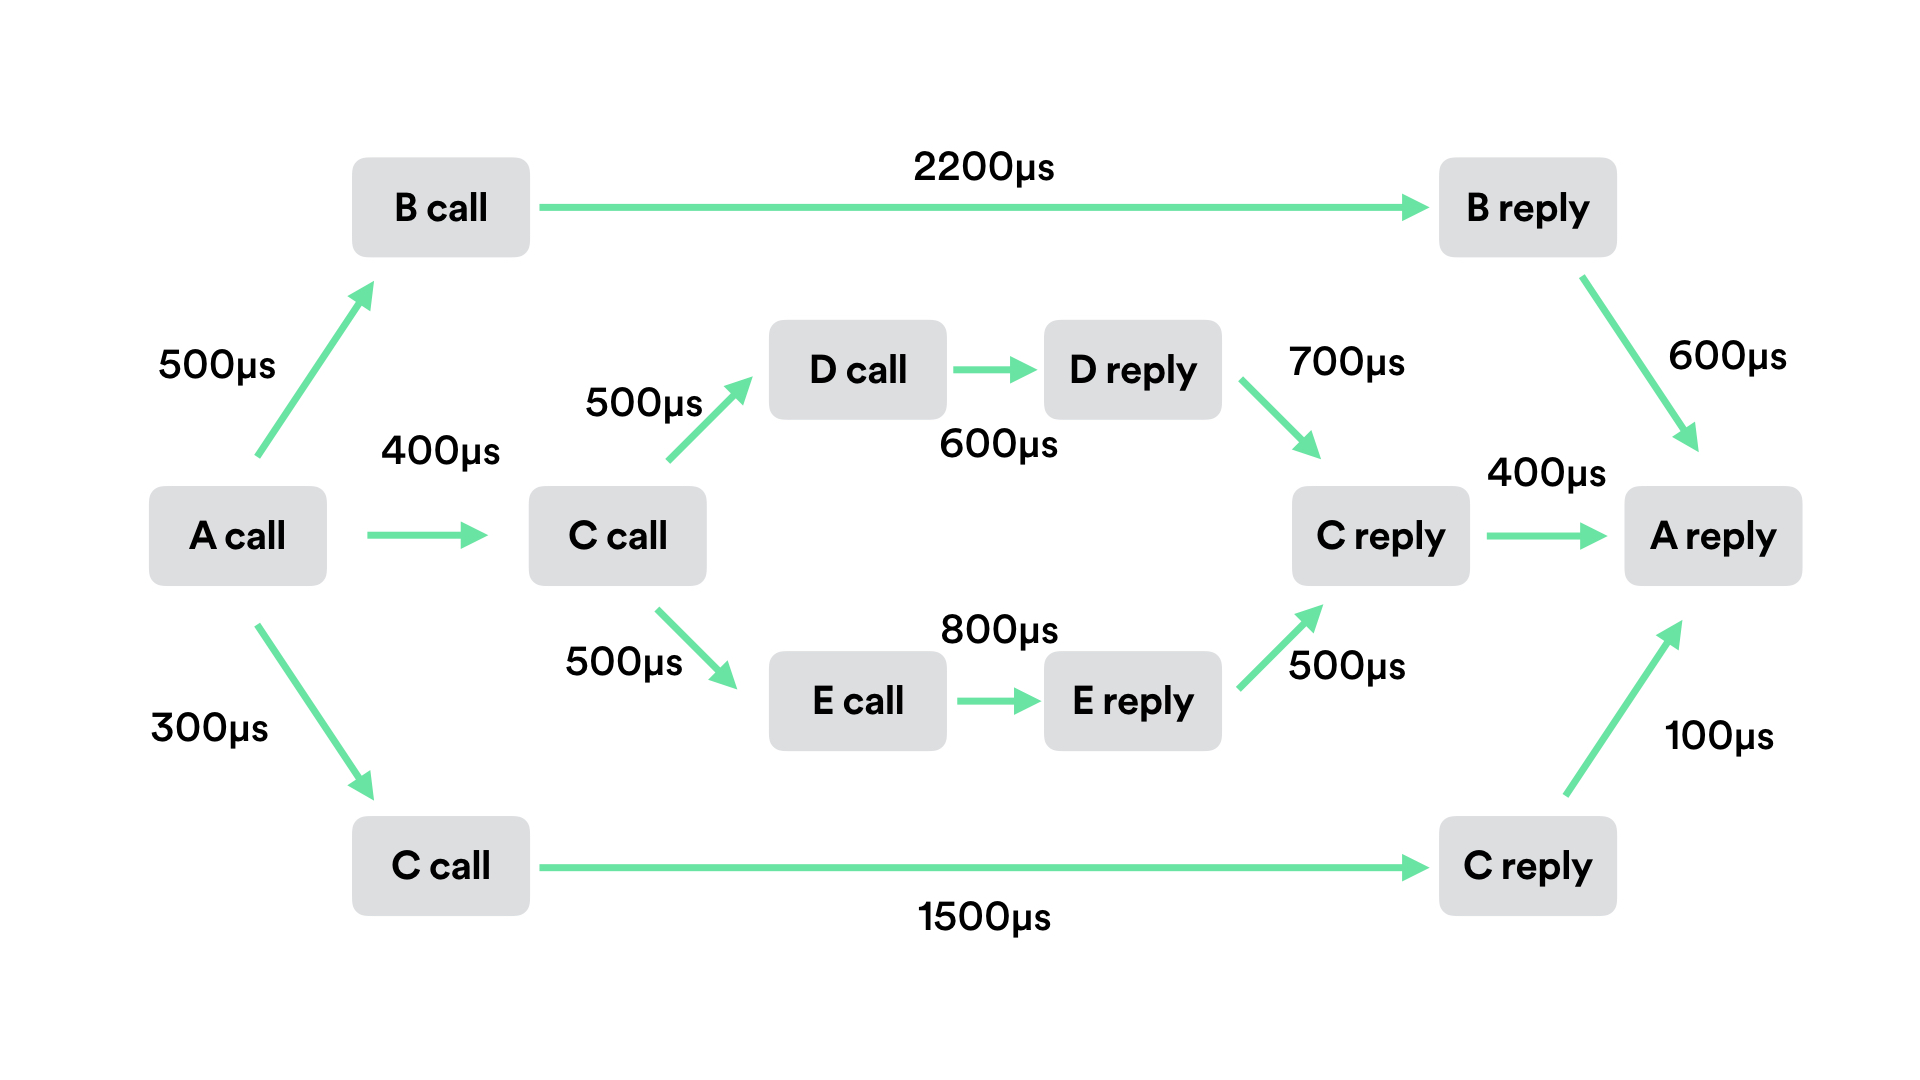 2200µs
B call
B reply
500µs
600µs
D call
D reply
700µs
500µs
600µs
400µs
400µs
A call
C call
C reply
A reply
800µs
500µs
500µs
E call
E reply
300µs
100µs
C call
C reply
1500µs